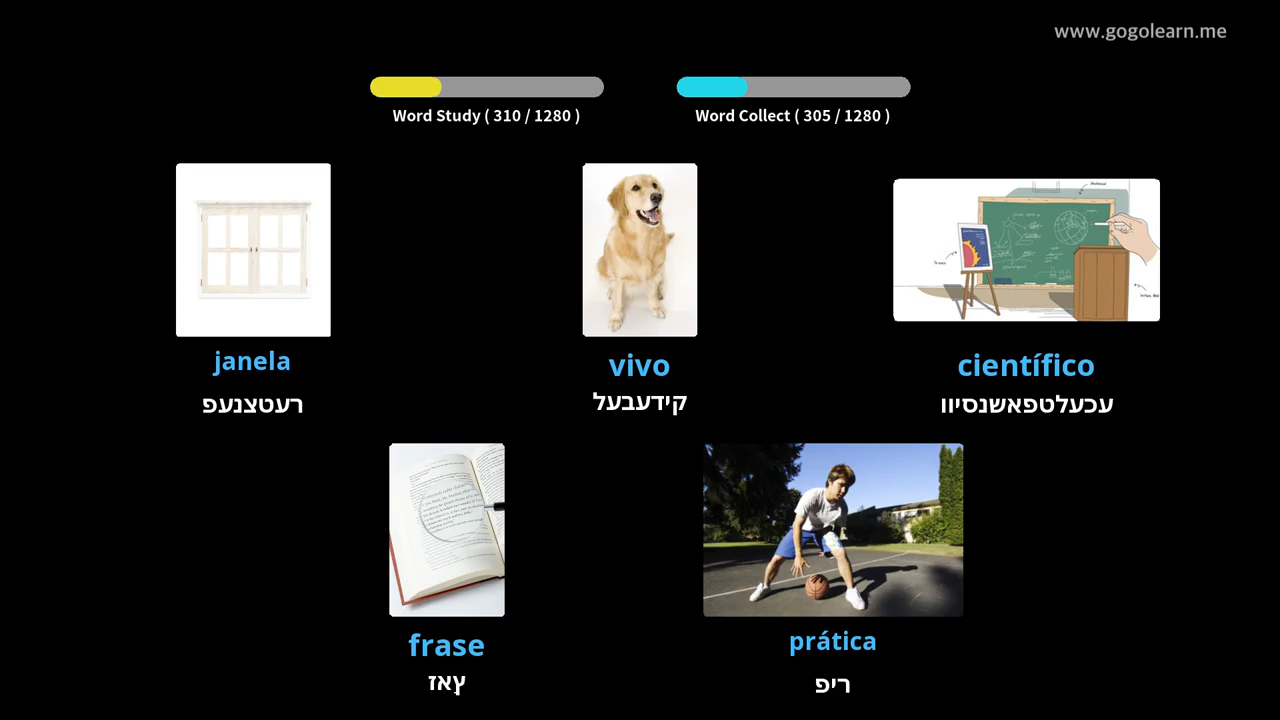 www.gogolearn.me
Word Study ( 310 / 1280 )
Word Collect ( 305 / 1280 )
janela
רעטצנעפ
vivo
קידעבעל
científico
עכעלטפאשנסיוו
frase
ץַאז
prática
ריפ